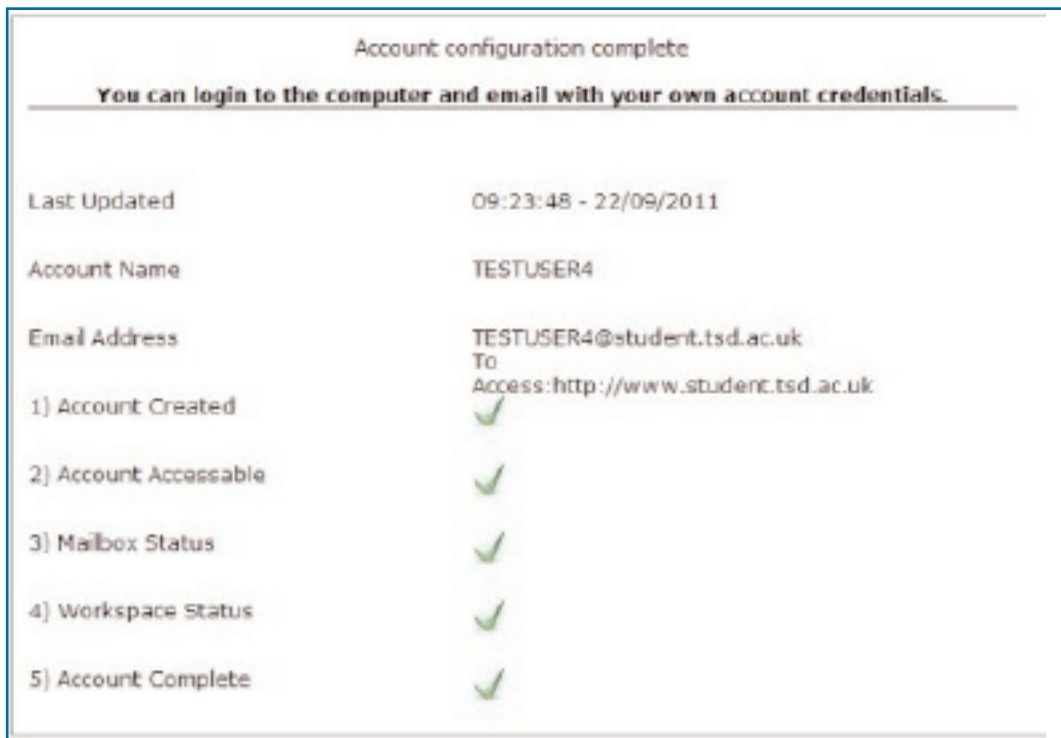 Account configuration complete
You can login to the computer and email with your own account credentials.
Last Updated 09:23:48 - 22/09/2011
Account Name TESTUSER4
Email Address TESTUSER4@student.tsd.ac.uk
To
Access:http://www.student.tsd.ac.uk
1) Account Created
2) Account Accessable
3) Mailbox Status
4) Workspace Status
5) Account Complete